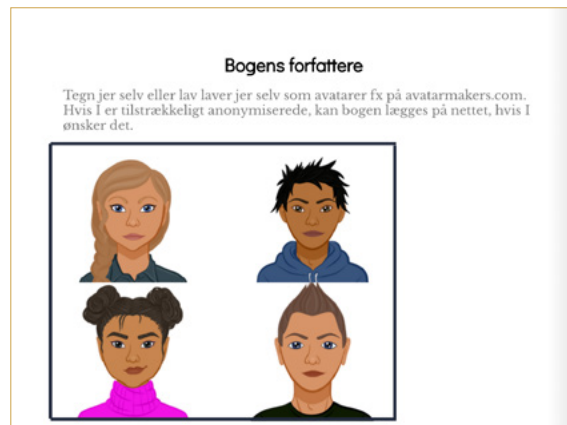 Bogens forfattere
Tegn jer selv eller lav laver jer selv som avatarer fx på avatarmakers.com.
Hvis I er tilstrækkeligt anonymiserede, kan bogen lægges på nettet, hvis I
ønsker det.